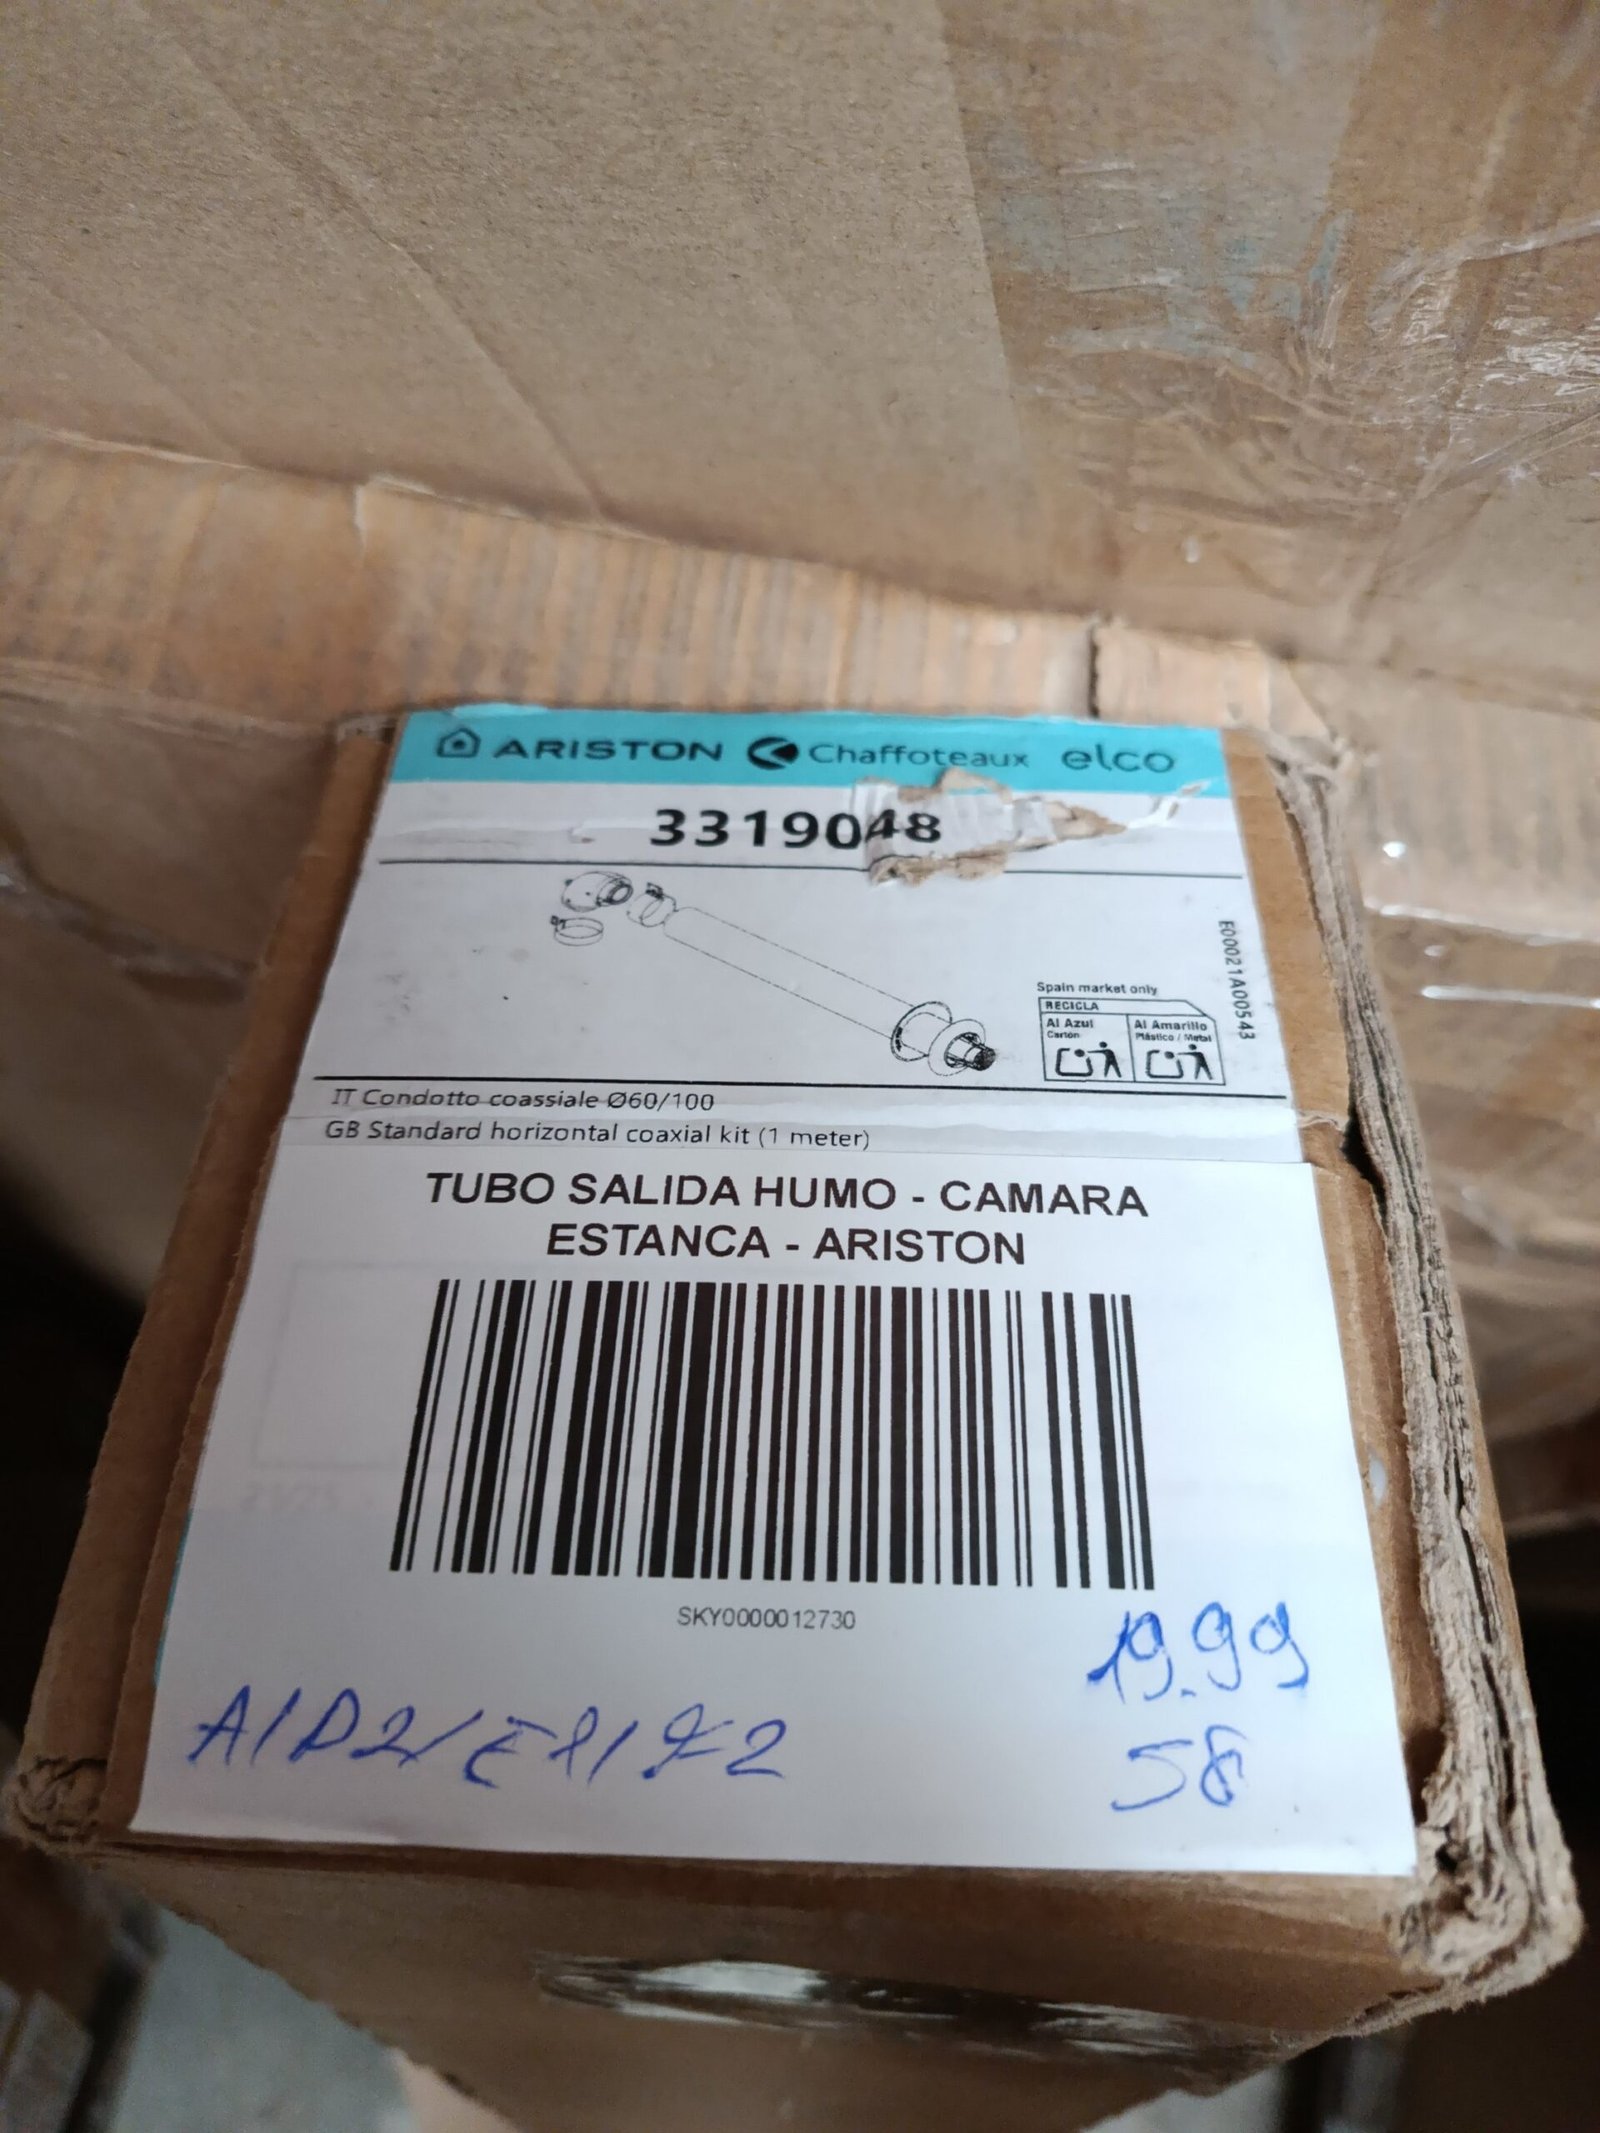 ARISTON Chaffoteaux elco
3319048
E00021A00543
Spain market only
RECICLA
Al Azul
Cartón
Al Amarillo
Plástico / Metal
IT Condotto coassiale Ø60/100
GB Standard horizontal coaxial kit (1 meter)
TUBO SALIDA HUMO - CAMARA
ESTANCA - ARISTON
SKY0000012730
19.99
58